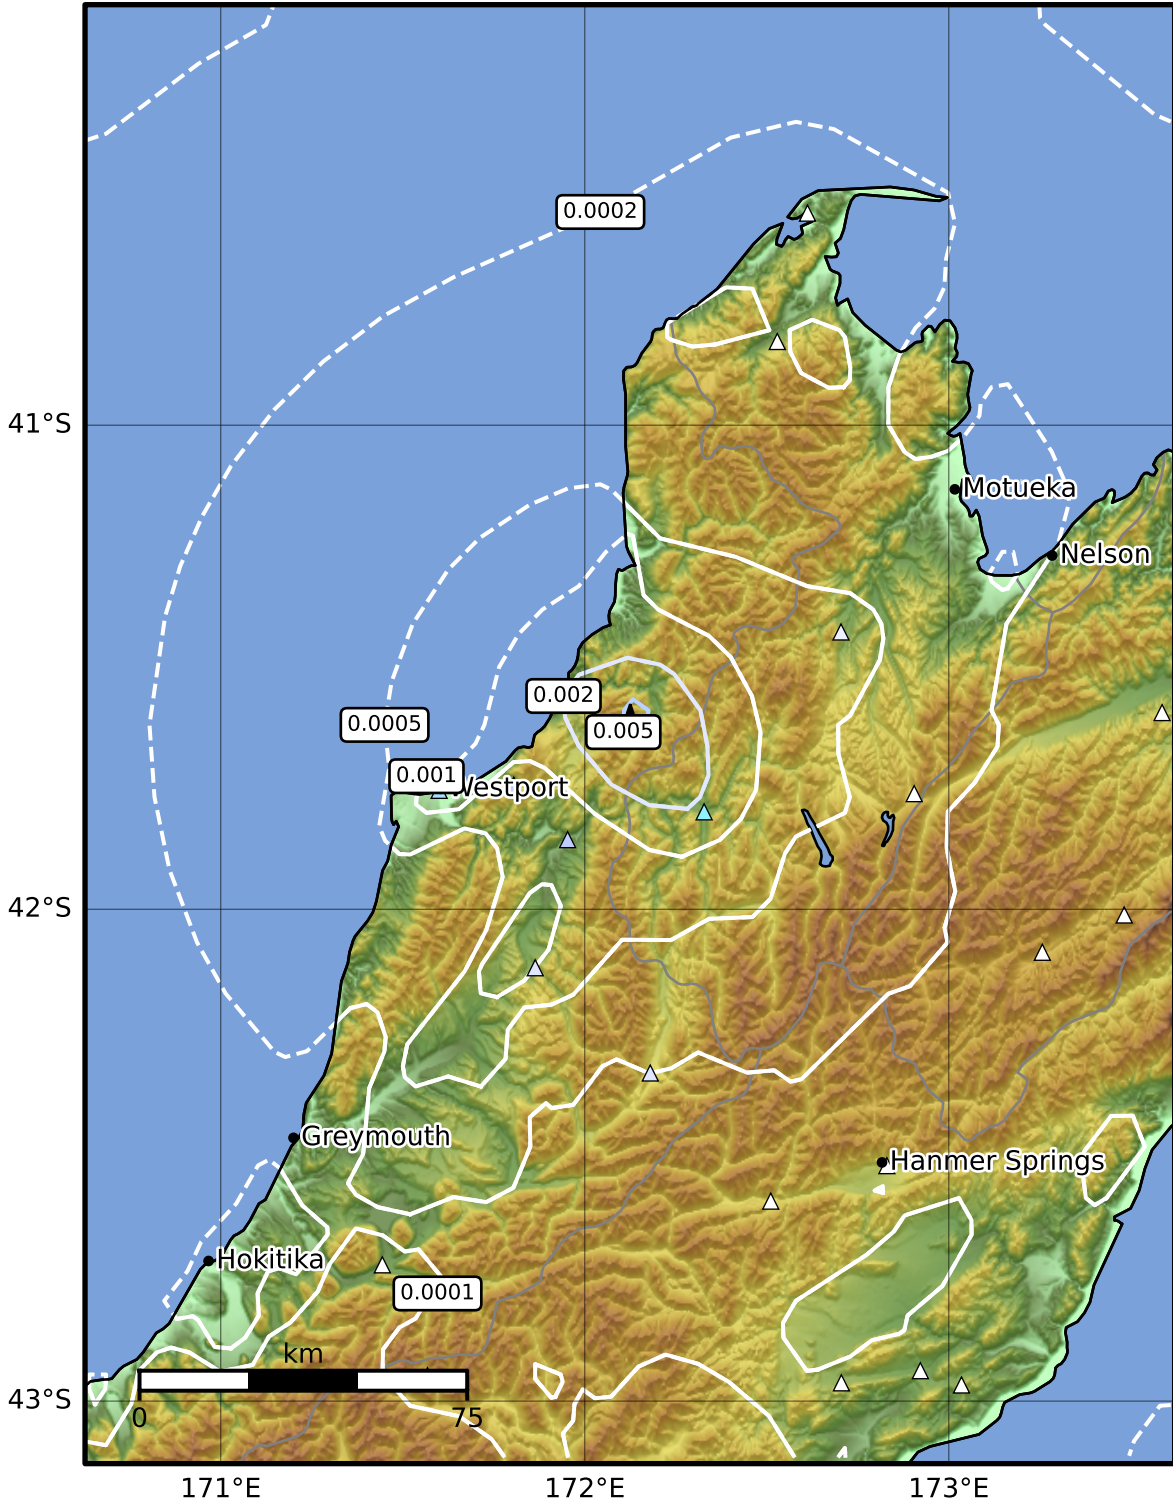 0.0002
41°S
Motueka
Nelson
0.002
0.0005
0.005
0.001
Westport
42°S
Greymouth
Hanmer Springs
Hokitika
0.0001
km
0
75
43°S
171°E
172°E
173°E